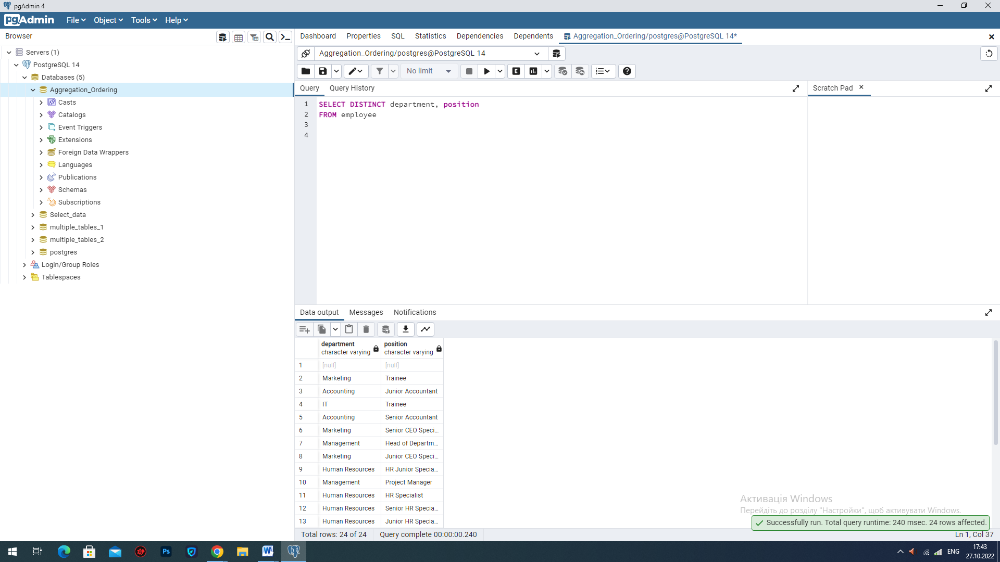 pgAdmin 4
pgAdmin File Object Tools Help
Browser
Dashboard Properties SQL Statistics Dependencies Dependents Aggregation_Ordering/postgres@PostgreSQL 14*
Servers (1)
PostgreSQL 14
Databases (5)
Aggregation_Ordering
Casts
Catalogs
Event Triggers
Extensions
Foreign Data Wrappers
Languages
Publications
Schemas
Subscriptions
Select_data
multiple_tables_1
multiple_tables_2
postgres
Login/Group Roles
Tablespaces
Aggregation_Ordering/postgres@PostgreSQL 14
No limit E
Query Query History
Scratch Pad
1 SELECT DISTINCT department, position
2 FROM employee
3
4
Data output Messages Notifications
department position
character varying character varying
1 [null] [null]
2 Marketing Trainee
3 Accounting Junior Accountant
4 IT Trainee
5 Accounting Senior Accountant
6 Marketing Senior CEO Speci...
7 Management Head of Departm...
8 Marketing Junior CEO Speci...
9 Human Resources HR Junior Specia...
10 Management Project Manager
11 Human Resources HR Specialist
12 Human Resources Senior HR Specia...
13 Human Resources Junior HR Specia...
Активація Windows
Перейдіть до розділу "Настройки", щоб активувати Windows.
Successfully run. Total query runtime: 240 msec. 24 rows affected.
Total rows: 24 of 24 Query complete 00:00:00.240 Ln 1, Col 37
Ps W ENG 17:43
27.10.2022